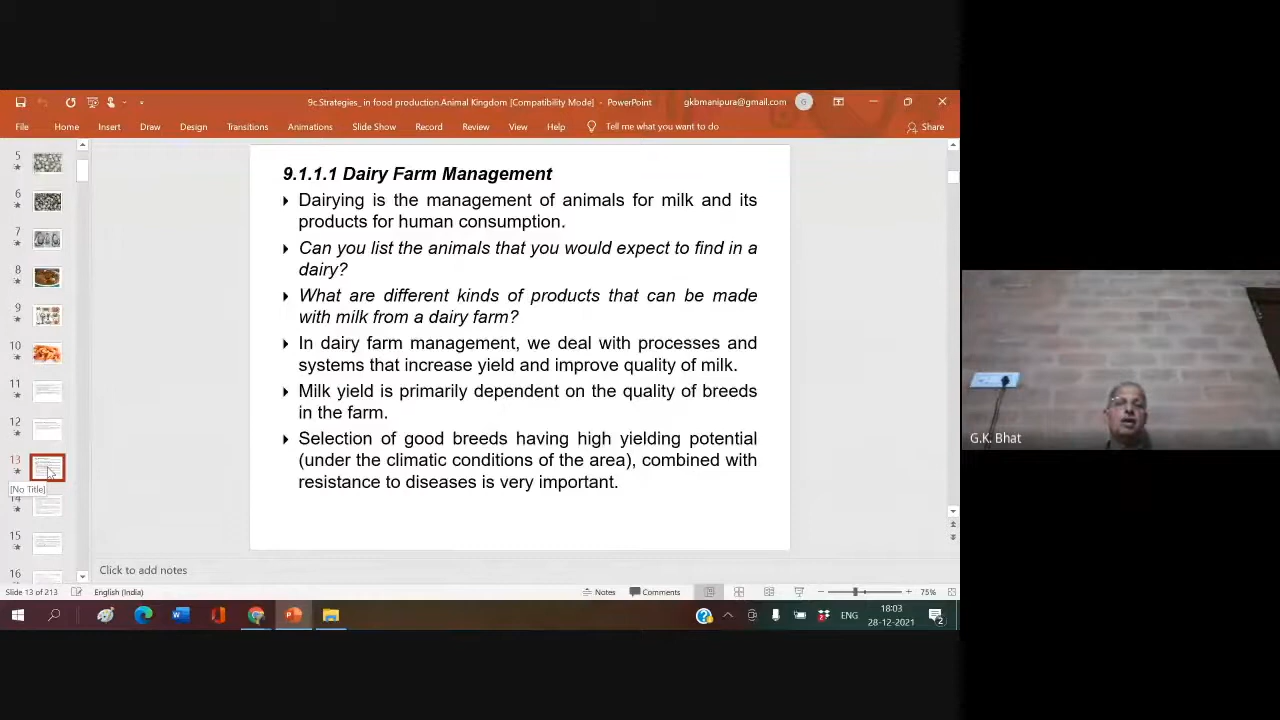 9c.Strategies_ in food production.Animal Kingdom [Compatibility Mode] - PowerPoint
gkbmanipura@gmail.com
G
File Home Insert Draw Design Transitions Animations Slide Show Record Review View Help Tell me what you want to do Share
5
6
7
8
9
10
11
12
13
[No Title]
14
15
16
9.1.1.1 Dairy Farm Management
Dairying is the management of animals for milk and its
products for human consumption.
Can you list the animals that you would expect to find in a
dairy?
What are different kinds of products that can be made
with milk from a dairy farm?
In dairy farm management, we deal with processes and
systems that increase yield and improve quality of milk.
Milk yield is primarily dependent on the quality of breeds
in the farm.
Selection of good breeds having high yielding potential
(under the climatic conditions of the area), combined with
resistance to diseases is very important.
Click to add notes
Slide 13 of 213 English (India) Notes Comments 75%
ENG
18:03
28-12-2021
2
G.K. Bhat